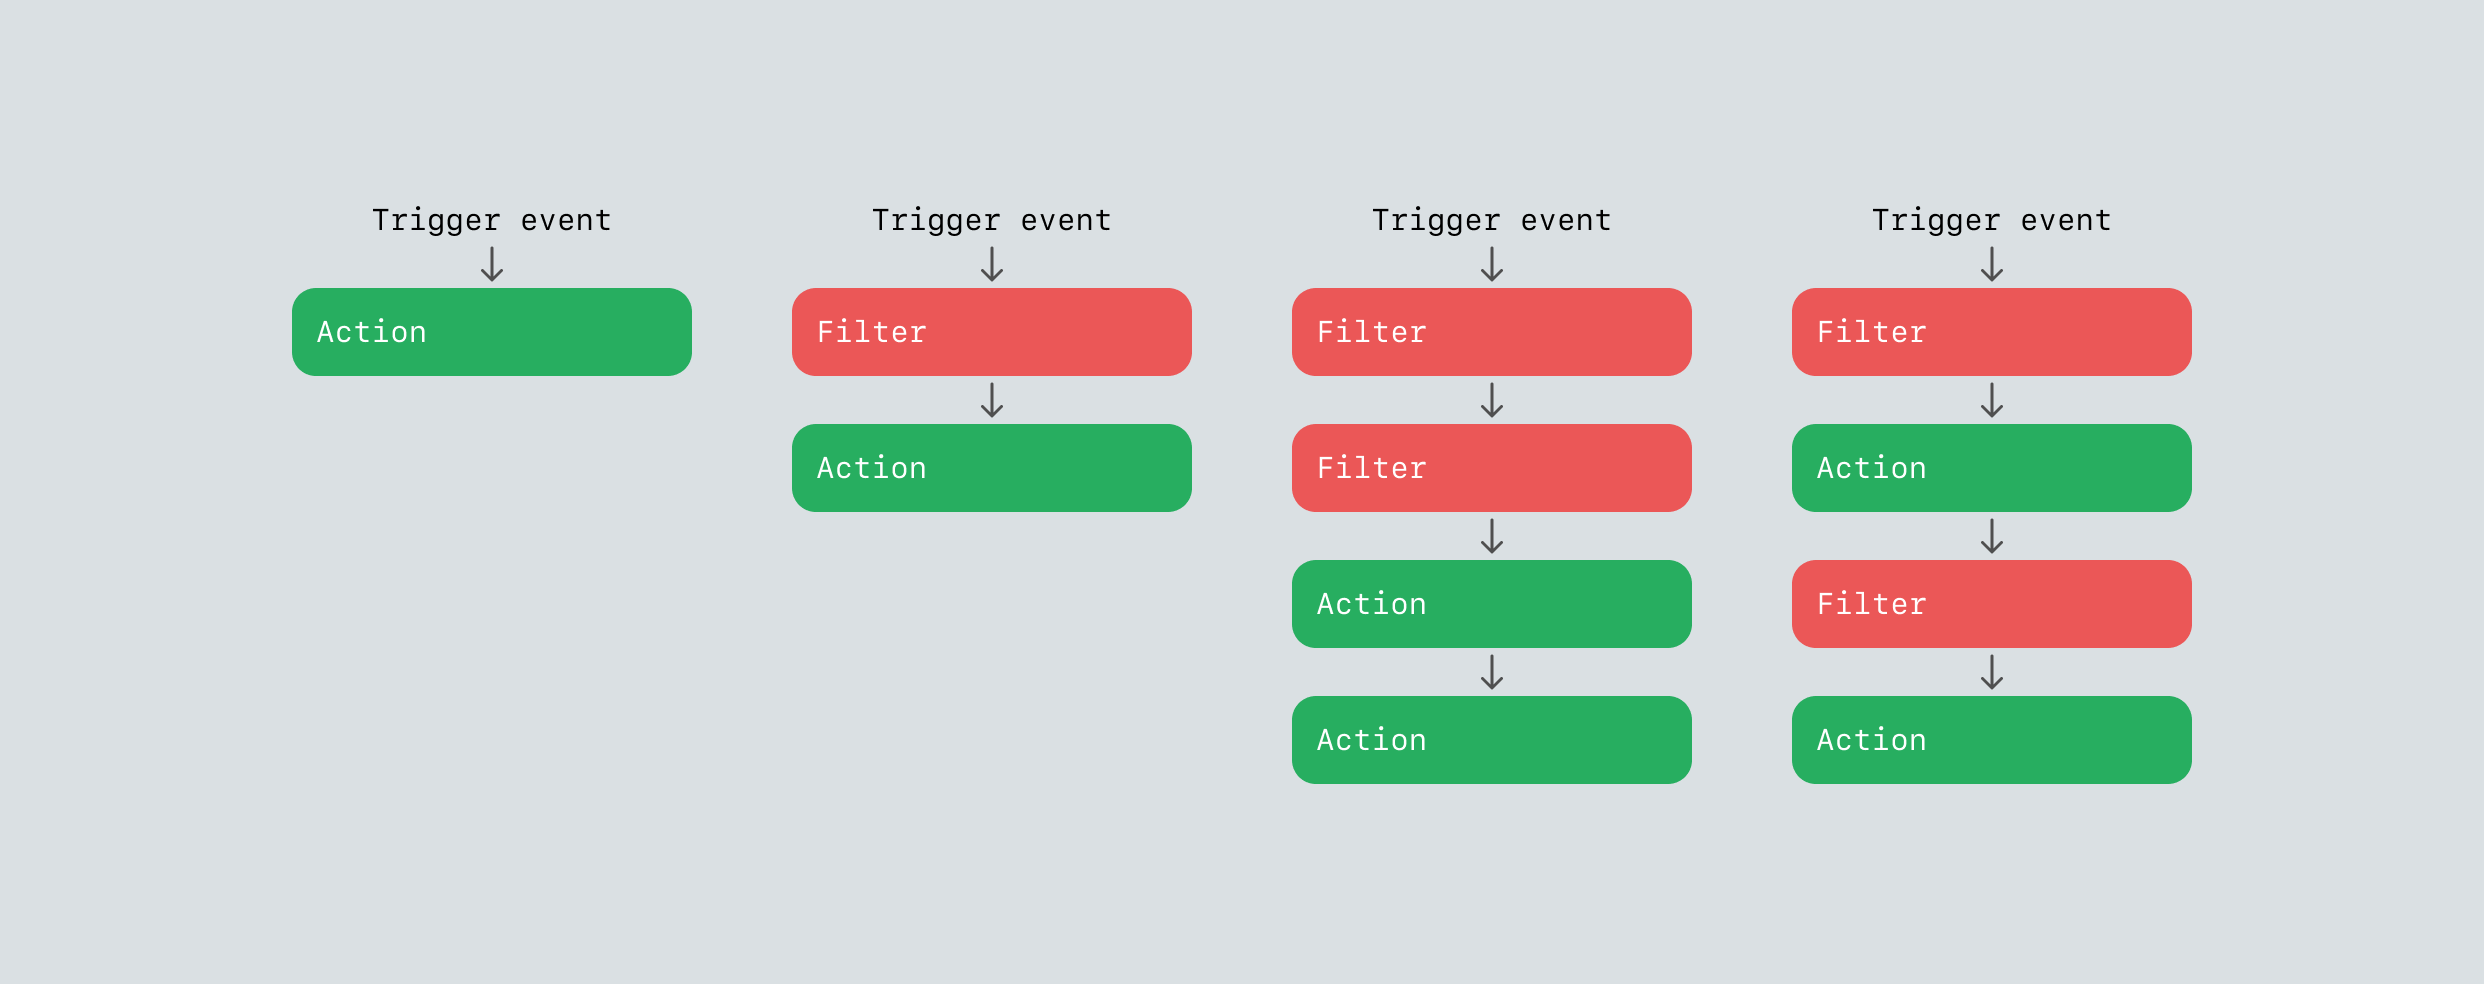 Trigger event
Action
Trigger event
Filter
Action
Trigger event
Filter
Filter
Action
Action
Trigger event
Filter
Action
Filter
Action